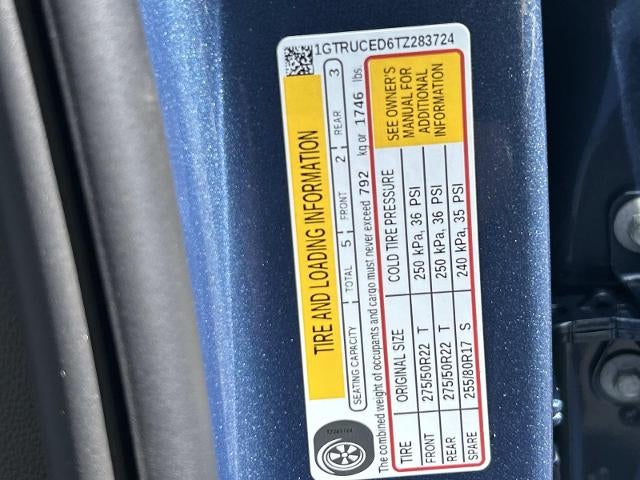 1GTRUCED6TZ283724
TIRE AND LOADING INFORMATION
SEATING CAPACITY TOTAL 5 FRONT 2 REAR 3
The combined weight of occupants and cargo must never exceed 792 kg or 1746 lbs.
TIRE ORIGINAL SIZE COLD TIRE PRESSURE
FRONT 275/50R22 T 250 kPa, 36 PSI
REAR 275/50R22 T 250 kPa, 36 PSI
SPARE 255/80R17 S 240 kPa, 35 PSI
SEE OWNER'S
MANUAL FOR
ADDITIONAL
INFORMATION